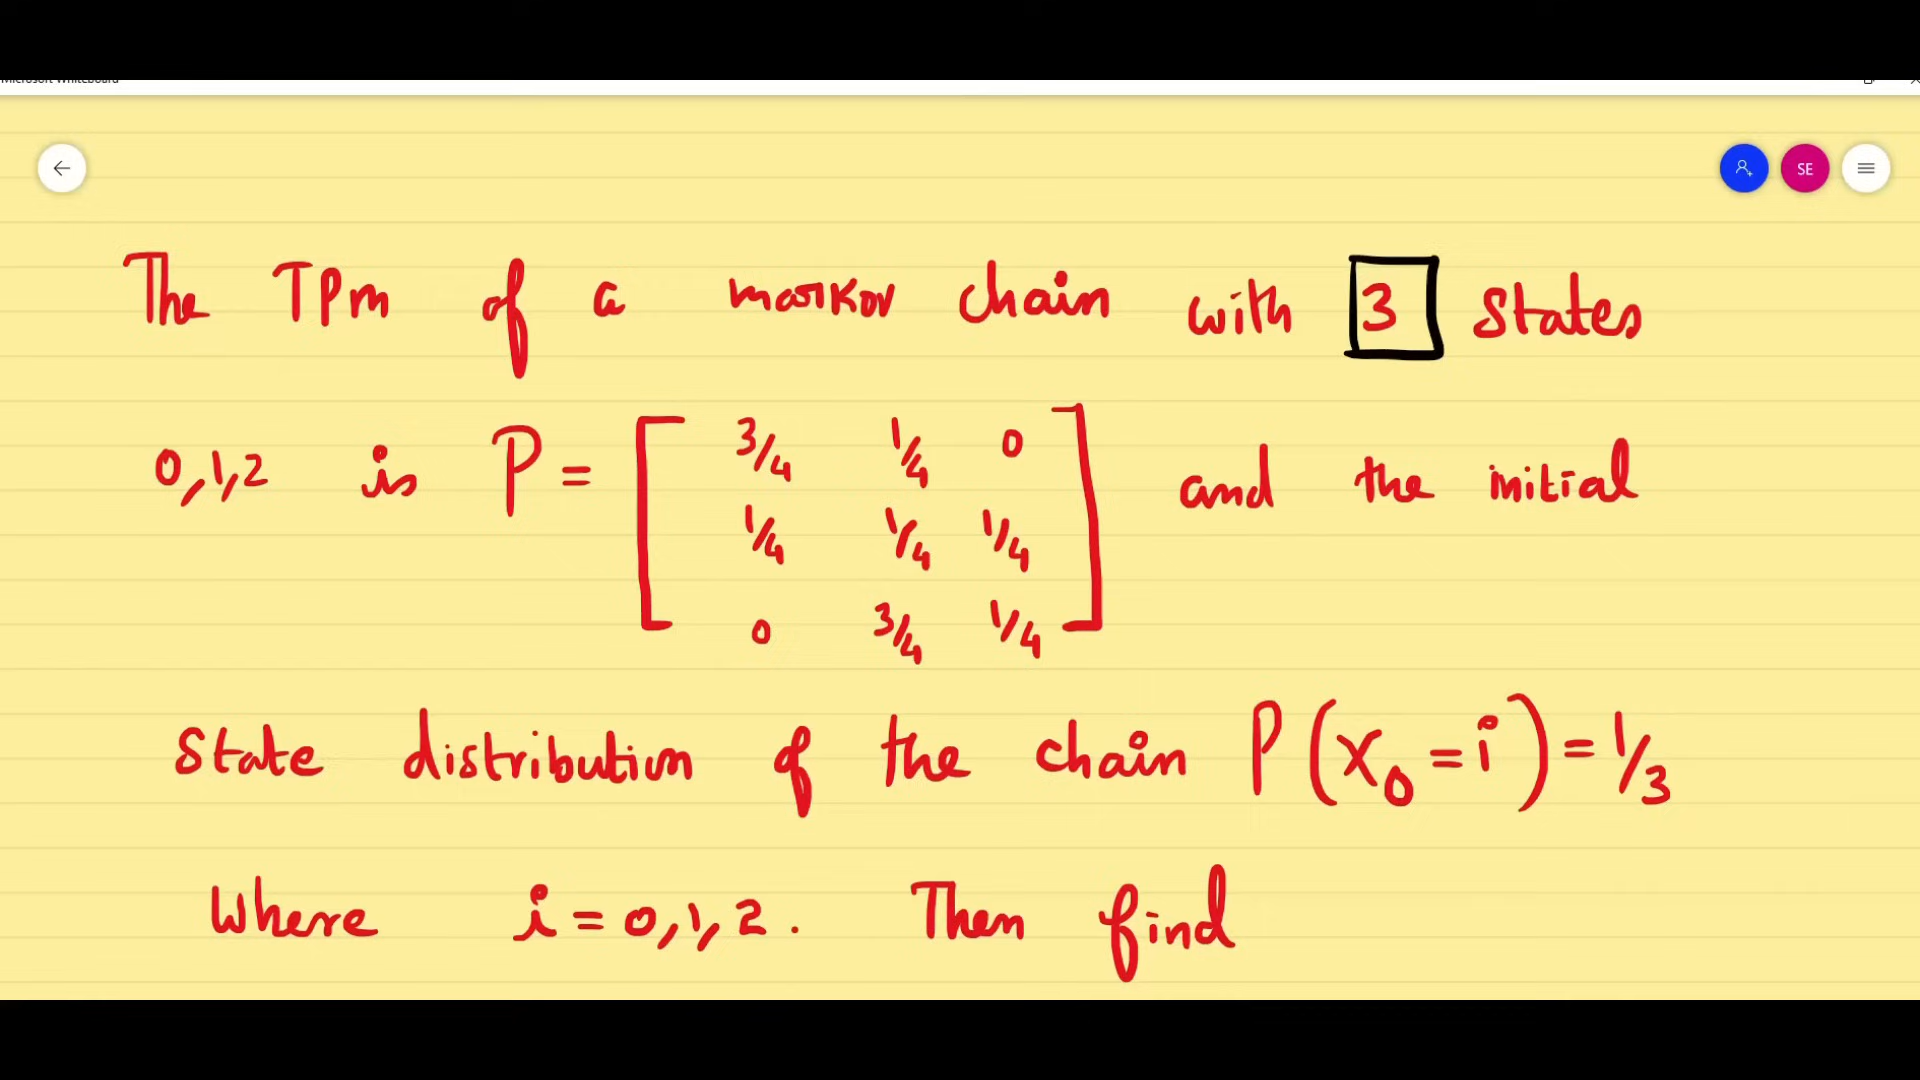 SE
The TPm of a markov chain with 3 states
0,1,2 is P = [ 3/4 1/4 0 and the initial
1/4 1/4 1/4
0 3/4 1/4 ]
State distribution of the chain P(X₀=i)=1/3
Where i=0,1,2. Then find